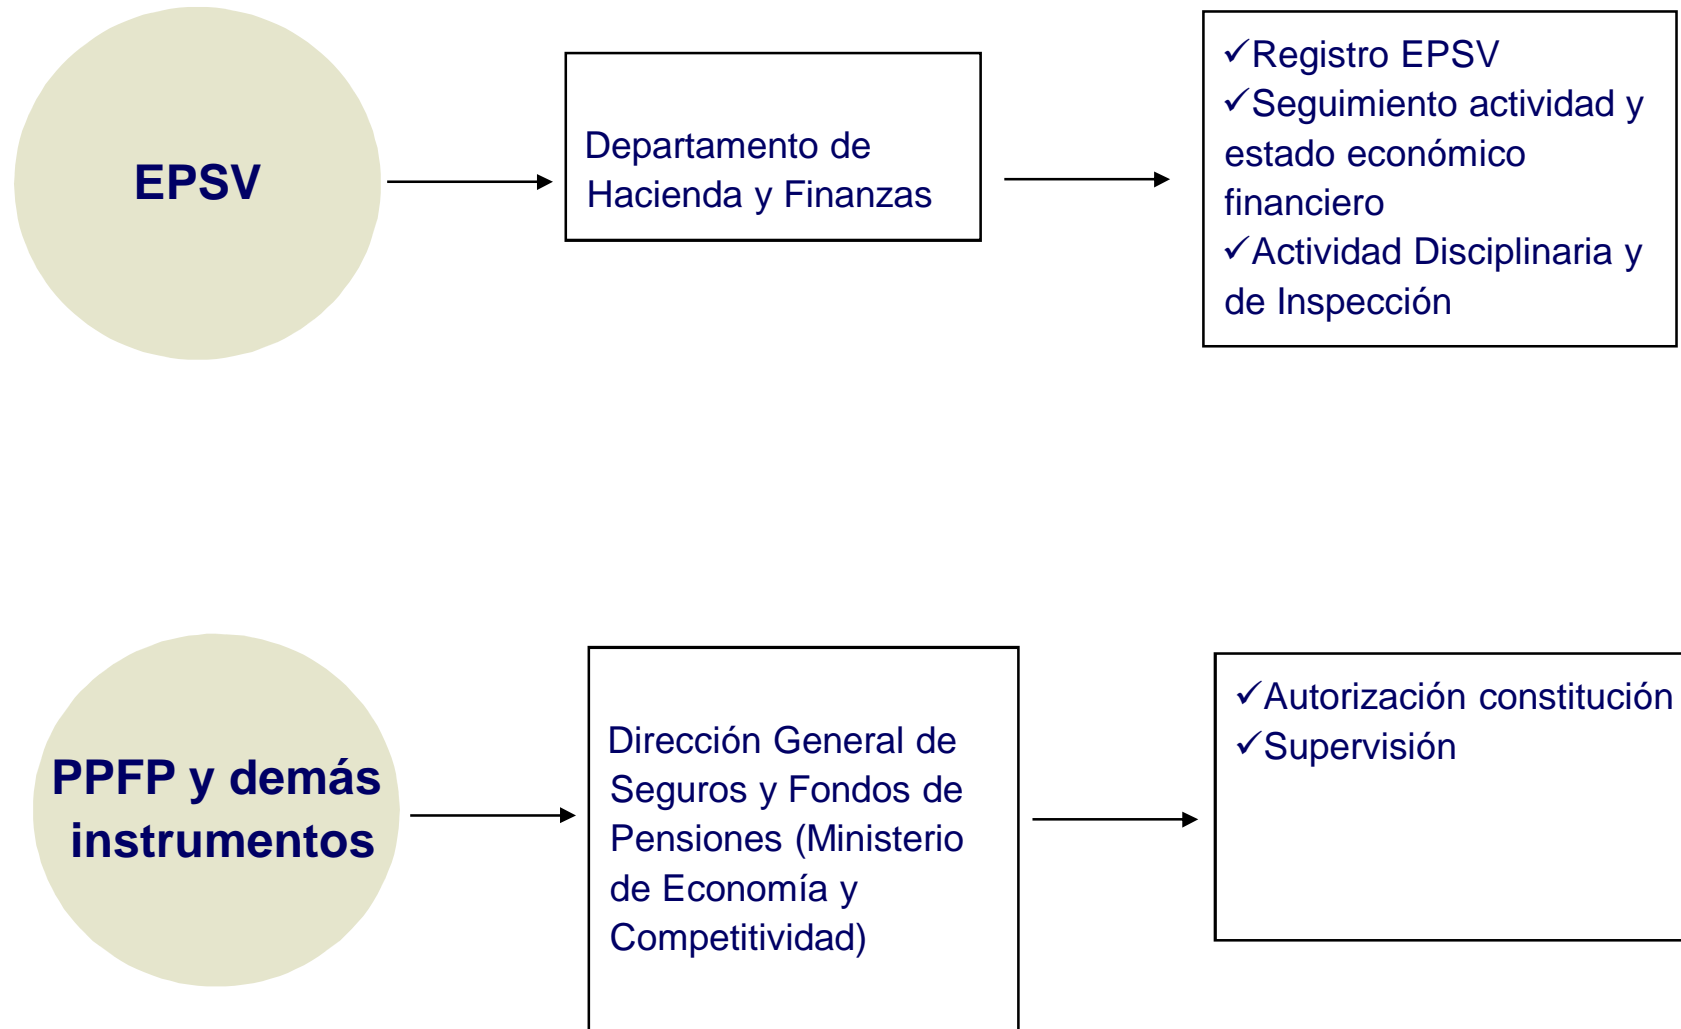 EPSV
Departamento de
Hacienda y Finanzas
✓Registro EPSV
✓Seguimiento actividad y
estado económico
financiero
✓Actividad Disciplinaria y
de Inspección
PPFP y demás
instrumentos
Dirección General de
Seguros y Fondos de
Pensiones (Ministerio
de Economía y
Competitividad)
✓Autorización constitución
✓Supervisión